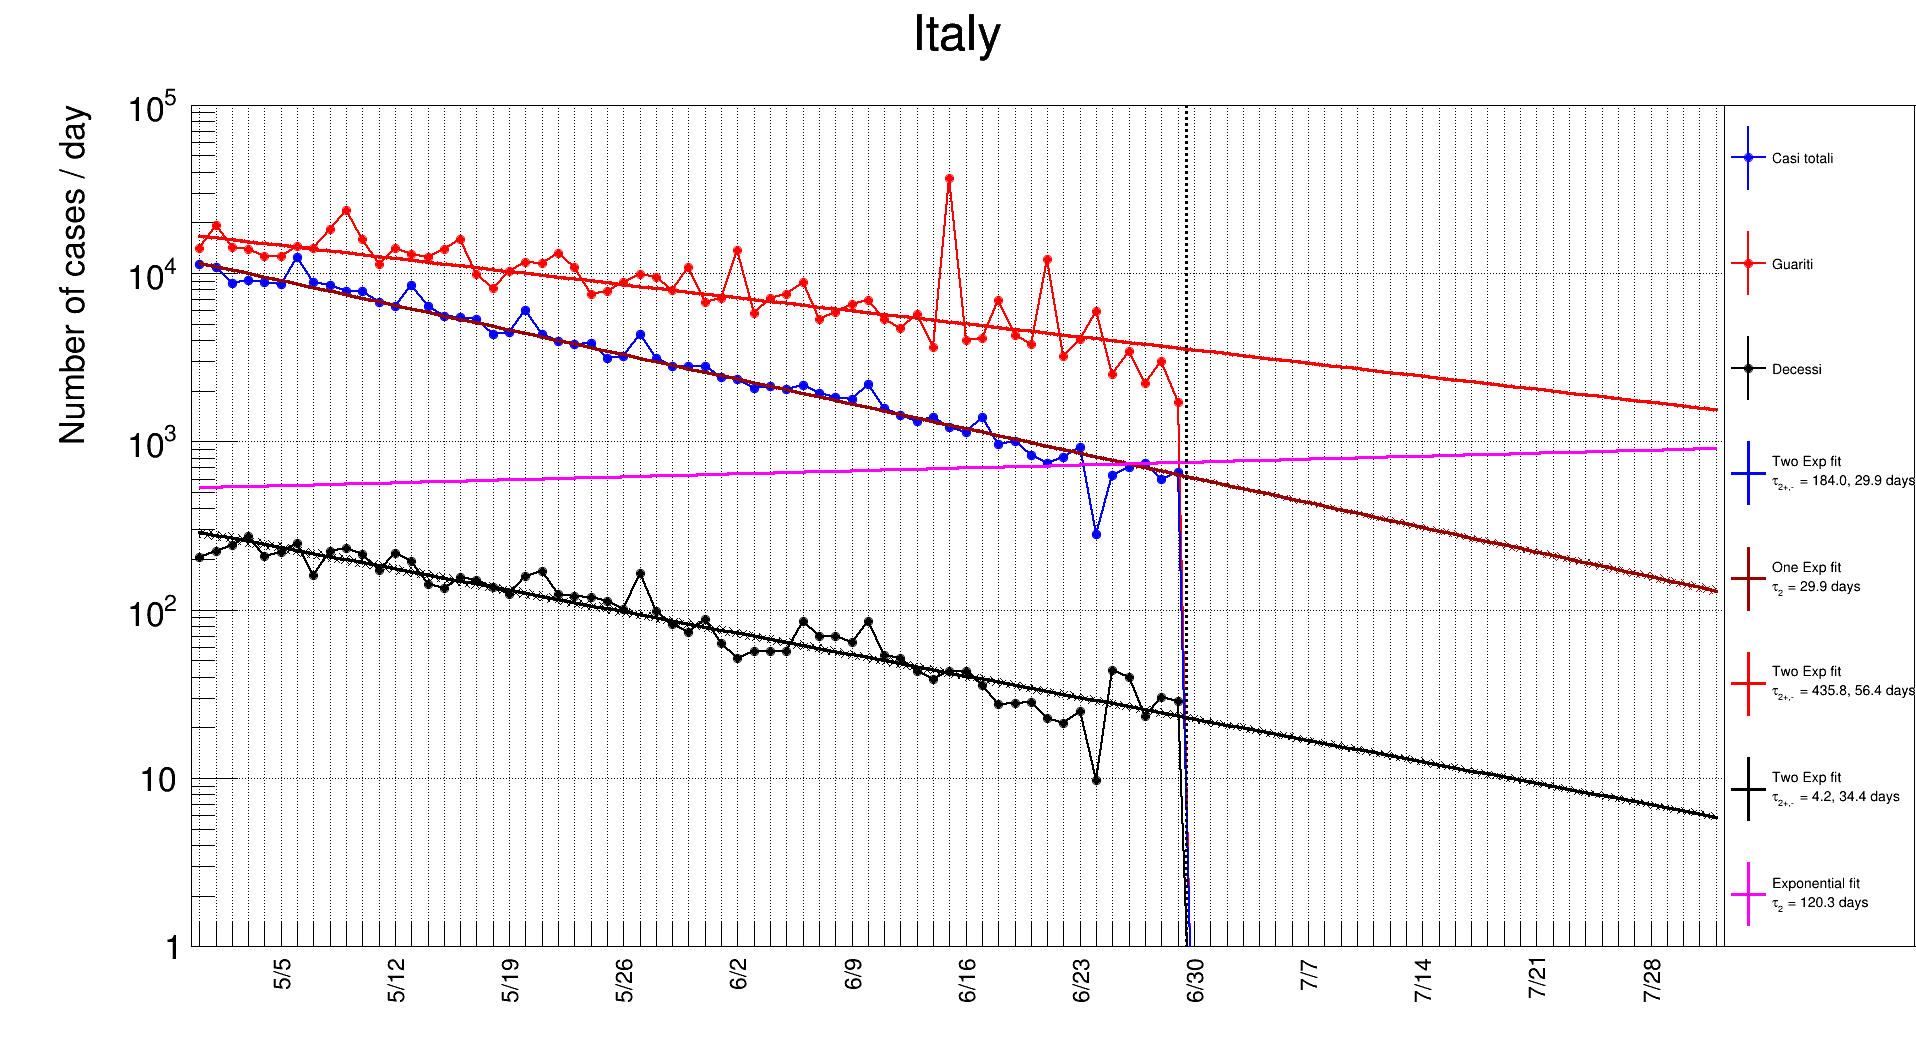 Italy
Number of cases / day
10^5
10^4
10^3
10^2
10
1
5/5
5/12
5/19
5/26
6/2
6/9
6/16
6/23
6/30
7/7
7/14
7/21
7/28
Casi totali
Guariti
Decessi
Two Exp fit
τ2+,- = 184.0, 29.9 days
One Exp fit
τ2 = 29.9 days
Two Exp fit
τ2+,- = 435.8, 56.4 days
Two Exp fit
τ2+,- = 4.2, 34.4 days
Exponential fit
τ2 = 120.3 days